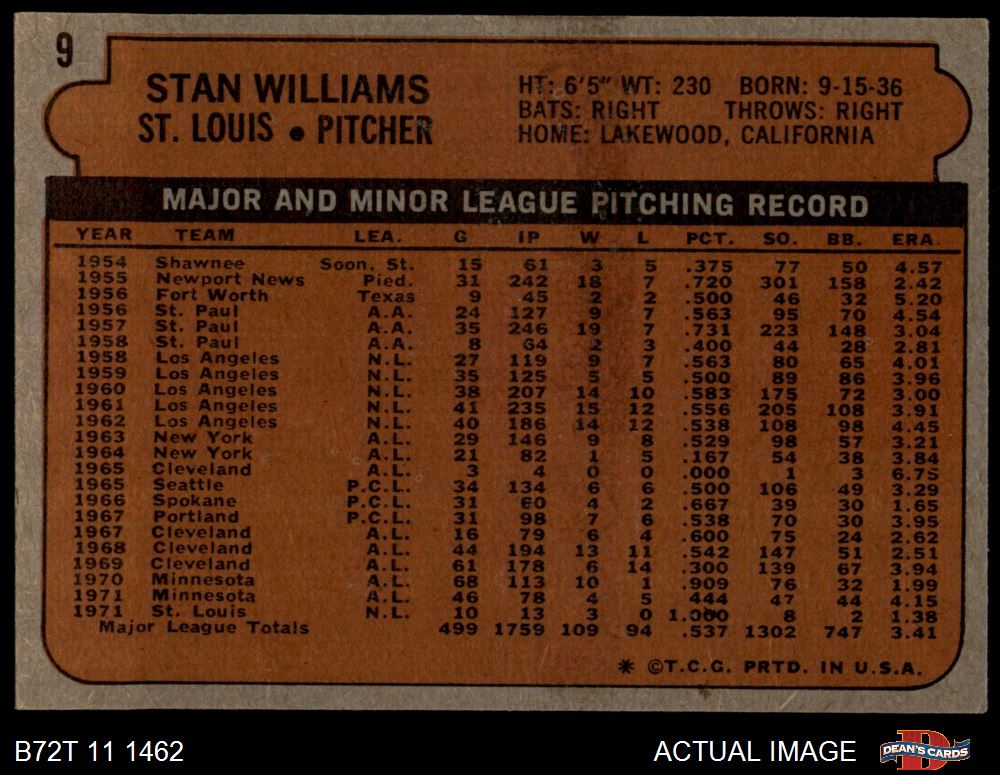 9
STAN WILLIAMS
ST. LOUIS • PITCHER
HT: 6'5" WT: 230 BORN: 9-15-36
BATS: RIGHT THROWS: RIGHT
HOME: LAKEWOOD, CALIFORNIA
MAJOR AND MINOR LEAGUE PITCHING RECORD
YEAR TEAM LEA. G IP W L PCT. SO. BB. ERA.
1954 Shawnee Soon. St. 15 61 3 5 .375 77 50 4.57
1955 Newport News Pied. 31 242 18 7 .720 301 158 2.42
1956 Fort Worth Texas 9 45 2 2 .500 46 32 5.20
1956 St. Paul A.A. 24 127 9 7 .563 95 70 4.54
1957 St. Paul A.A. 35 246 19 7 .731 223 148 3.04
1958 St. Paul A.A. 8 64 2 3 .400 44 28 2.81
1958 Los Angeles N.L. 27 119 9 7 .563 80 65 4.01
1959 Los Angeles N.L. 35 125 5 5 .500 89 86 3.96
1960 Los Angeles N.L. 38 207 14 10 .583 175 72 3.00
1961 Los Angeles N.L. 41 235 15 12 .556 205 108 3.91
1962 Los Angeles N.L. 40 186 14 12 .538 108 98 4.45
1963 New York A.L. 29 146 9 8 .529 98 57 3.21
1964 New York A.L. 21 82 1 5 .167 54 38 3.84
1965 Cleveland A.L. 3 4 0 0 .000 1 3 6.75
1965 Seattle P.C.L. 34 134 6 6 .500 106 49 3.29
1966 Spokane P.C.L. 31 60 4 2 .667 39 30 1.65
1967 Portland P.C.L. 31 98 7 6 .538 70 30 3.95
1967 Cleveland A.L. 16 79 6 4 .600 75 24 2.62
1968 Cleveland A.L. 44 194 13 11 .542 147 51 2.51
1969 Cleveland A.L. 61 178 6 14 .300 139 67 3.94
1970 Minnesota A.L. 68 113 10 1 .909 76 32 1.99
1971 Minnesota A.L. 46 78 4 5 .444 47 44 4.15
1971 St. Louis N.L. 10 13 3 0 1.000 8 2 1.38
Major League Totals 499 1759 109 94 .537 1302 747 3.41
* ©T.C.G. PRTD. IN U.S.A.
B72T 11 1462
ACTUAL IMAGE
D
DEAN'S CARDS